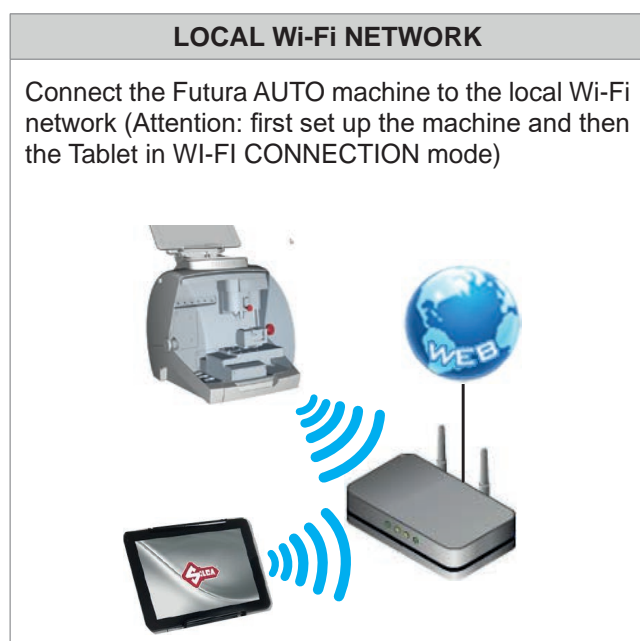 LOCAL Wi-Fi NETWORK
Connect the Futura AUTO machine to the local Wi-Fi
network (Attention: first set up the machine and then
the Tablet in WI-FI CONNECTION mode)
WEB
SILCA